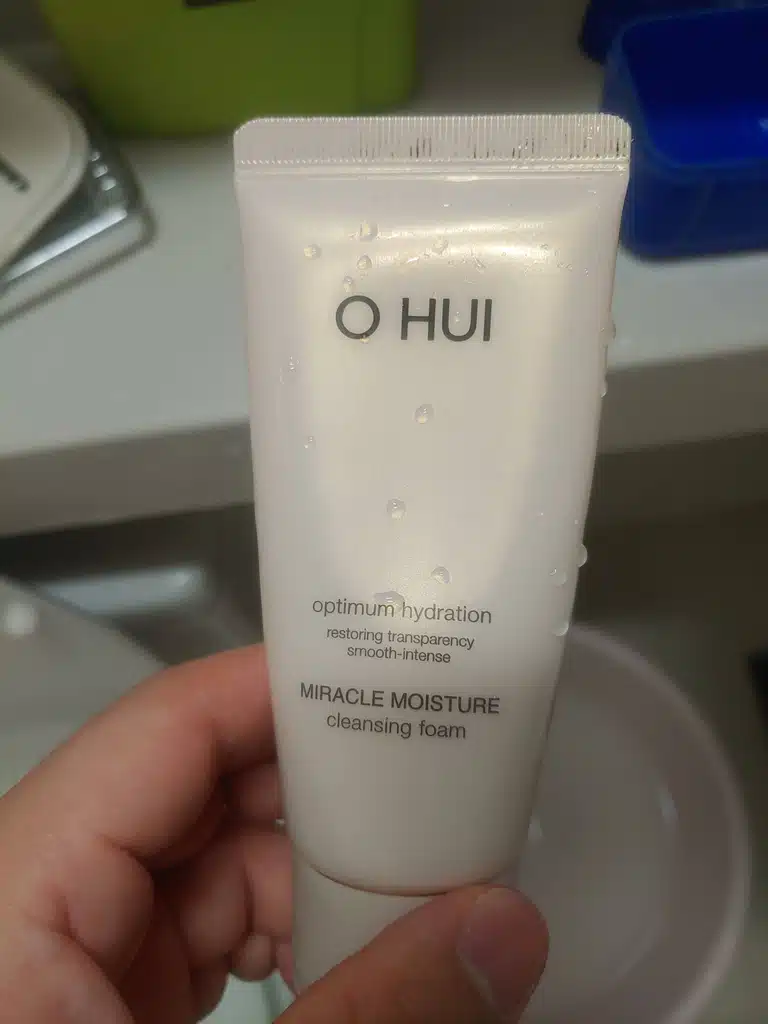 O HUI
optimum hydration
restoring transparency
smooth-intense
MIRACLE MOISTURE
cleansing foam